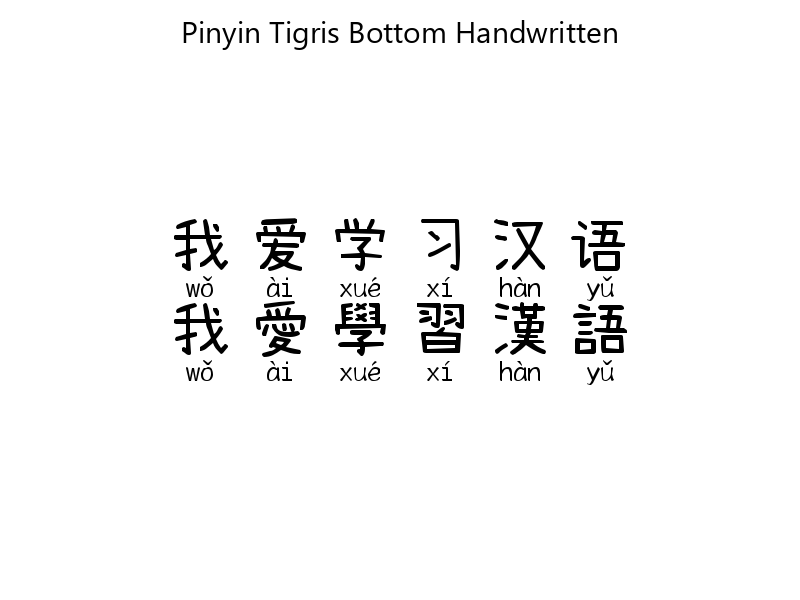 Pinyin Tigris Bottom Handwritten
我 爱 学 习 汉 语
wǒ ài xué xí hàn yǔ
我 愛 學 習 漢 語
wǒ ài xué xí hàn yǔ